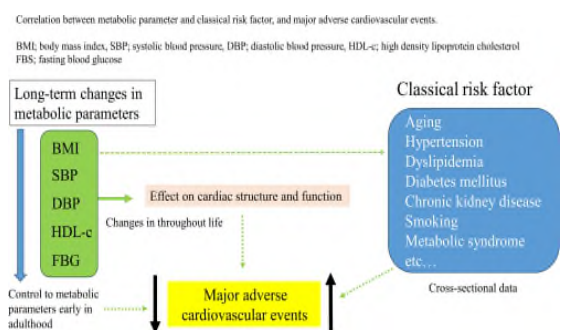 Correlation between metabolic parameter and classical risk factor, and major adverse cardiovascular events.
BMI; body mass index, SBP; systolic blood pressure, DBP; diastolic blood pressure, HDL-c; high density lipoprotein cholesterol
FBS; fasting blood glucose
Long-term changes in
metabolic parameters
BMI
SBP
DBP
HDL-c
FBG
Effect on cardiac structure and function
Changes in throughout life
Control to metabolic
parameters early in
adulthood
Major adverse
cardiovascular events
Classical risk factor
Aging
Hypertension
Dyslipidemia
Diabetes mellitus
Chronic kidney disease
Smoking
Metabolic syndrome
etc…
Cross-sectional data